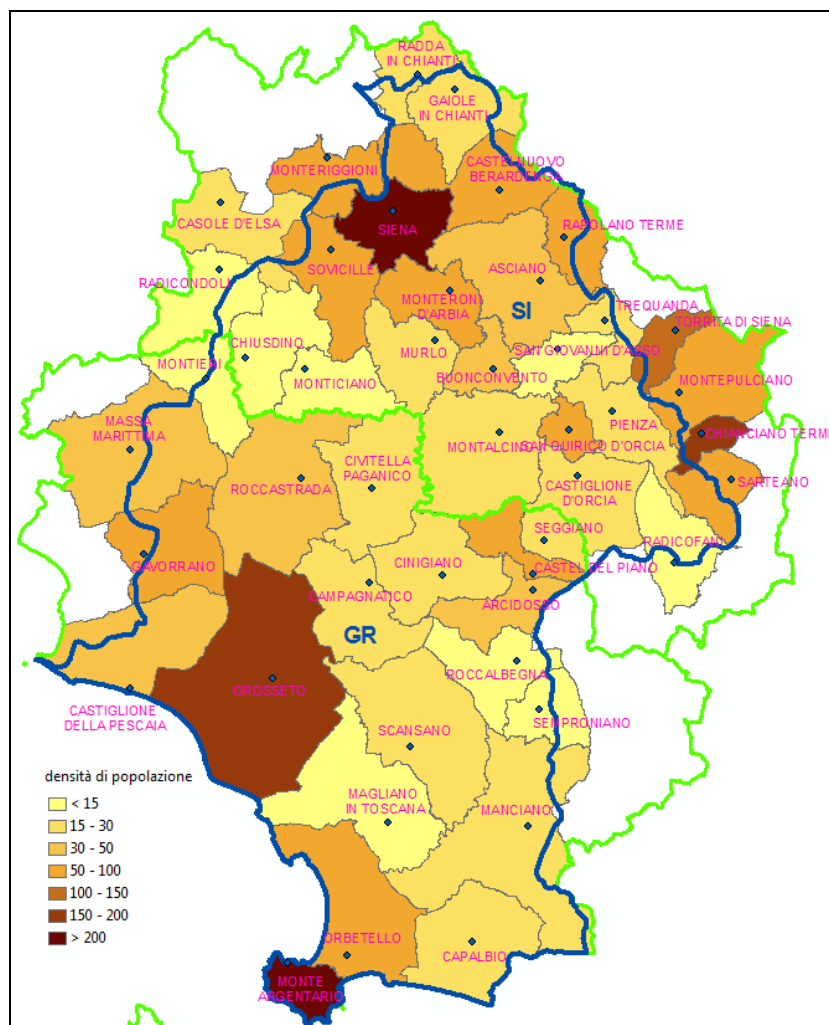 RADDA
IN CHIANTI
GAIOLE
IN CHIANTI
MONTERIGGIONI
CASTELNUOVO
BERARDENGA
CASOLE D'ELSA
SIENA
RAPOLANO TERME
SOVICILLE
RADICONDOLI
ASCIANO
MONTERONI
D'ARBIA
SI
TREQUANDA
TORRITA DI SIENA
CHIUSDINO
MURLO
SAN GIOVANNI D'ASSO
MONTIERI
MONTICIANO
BUONCONVENTO
MONTEPULCIANO
MASSA
MARITTIMA
PIENZA
CHIANCIANO TERME
MONTALCINO
SAN QUIRICO D'ORCIA
CIVITELLA
PAGANICO
ROCCASTRADA
CASTIGLIONE
D'ORCIA
SARTEANO
SEGGIANO
RADICOFANI
GAVORRANO
CINIGIANO
CASTEL DEL PIANO
CAMPAGNATICO
ARCIDOSSO
GR
ROCCALBEGNA
GROSSETO
CASTIGLIONE
DELLA PESCAIA
SEMPRONIANO
SCANSANO
densità di popolazione
< 15
15 - 30
30 - 50
50 - 100
100 - 150
150 - 200
> 200
MAGLIANO
IN TOSCANA
MANCIANO
ORBETELLO
CAPALBIO
MONTE
ARGENTARIO